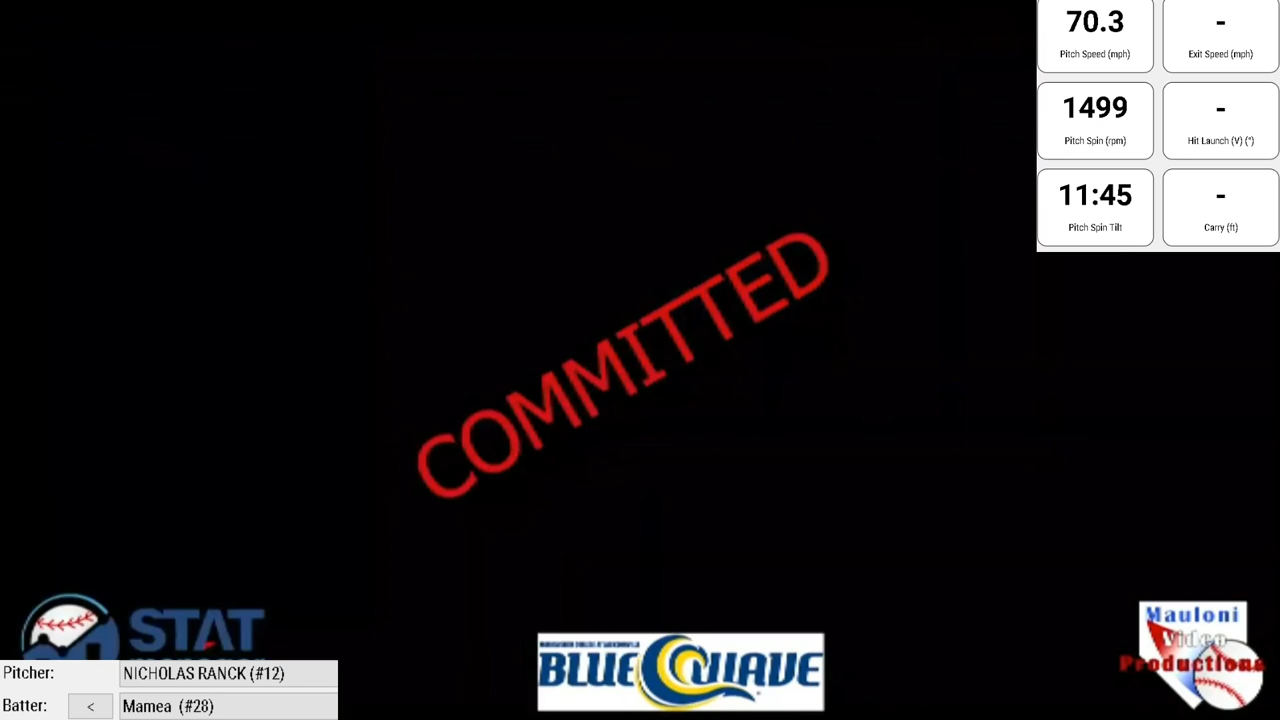 70.3
Pitch Speed (mph)
-
Exit Speed (mph)
1499
Pitch Spin (rpm)
-
Hit Launch (V) (°)
11:45
Pitch Spin Tilt
-
Carry (ft)
COMMITTED
STAT
Pitcher:
NICHOLAS RANCK (#12)
Batter:
<
Mamea (#28)
BLUE WAVE
Mauloni
Video
Productions